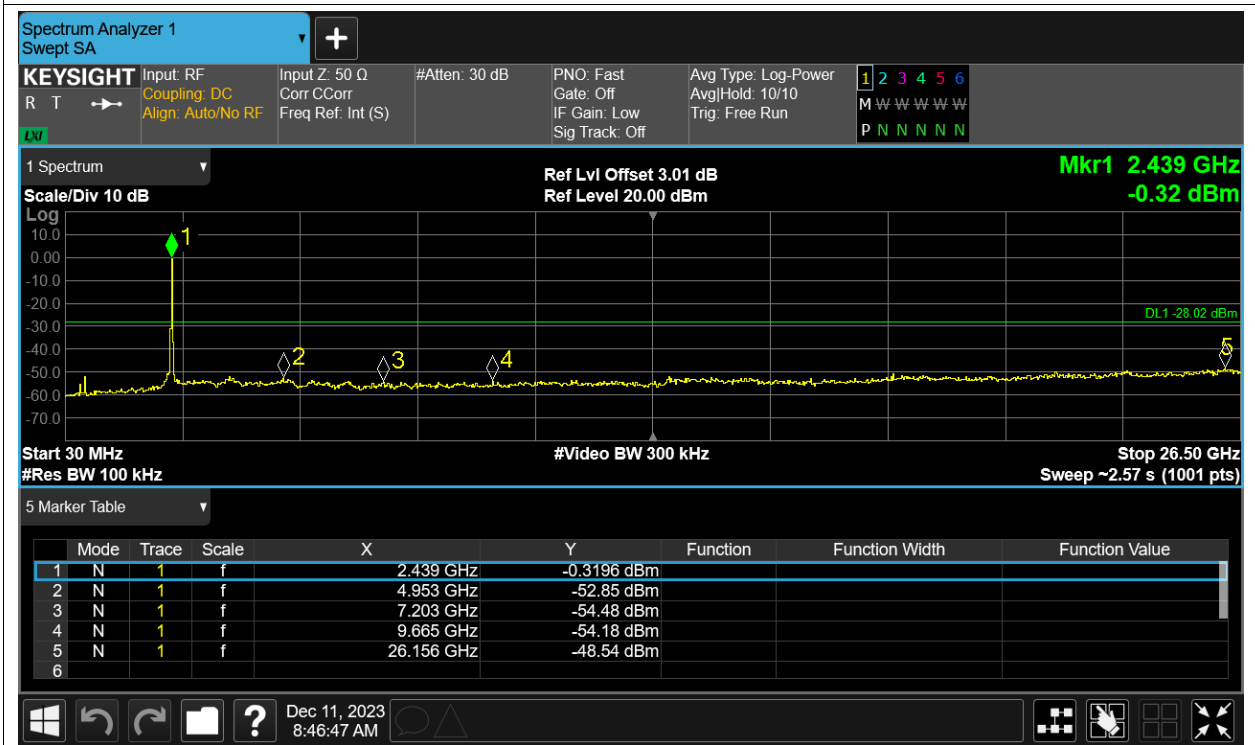 Spectrum Analyzer 1
Swept SA
KEYSIGHT
R T
LXI
Input: RF
Coupling: DC
Align: Auto/No RF
Input Z: 50 Ω
Corr CCorr
Freq Ref: Int (S)
#Atten: 30 dB
PNO: Fast
Gate: Off
IF Gain: Low
Sig Track: Off
Avg Type: Log-Power
Avg|Hold: 10/10
Trig: Free Run
1 2 3 4 5 6
M W W W W W
P N N N N N
1 Spectrum
Scale/Div 10 dB
Ref Lvl Offset 3.01 dB
Ref Level 20.00 dBm
Mkr1 2.439 GHz
-0.32 dBm
Log
10.0
0.00
-10.0
-20.0
-30.0
-40.0
-50.0
-60.0
-70.0
1
2
3
4
5
DL1 -28.02 dBm
Start 30 MHz
#Video BW 300 kHz
Stop 26.50 GHz
#Res BW 100 kHz
Sweep ~2.57 s (1001 pts)
5 Marker Table
Mode Trace Scale X Y Function Function Width Function Value
1 N 1 f 2.439 GHz -0.3196 dBm
2 N 1 f 4.953 GHz -52.85 dBm
3 N 1 f 7.203 GHz -54.48 dBm
4 N 1 f 9.665 GHz -54.18 dBm
5 N 1 f 26.156 GHz -48.54 dBm
6
?
Dec 11, 2023
8:46:47 AM